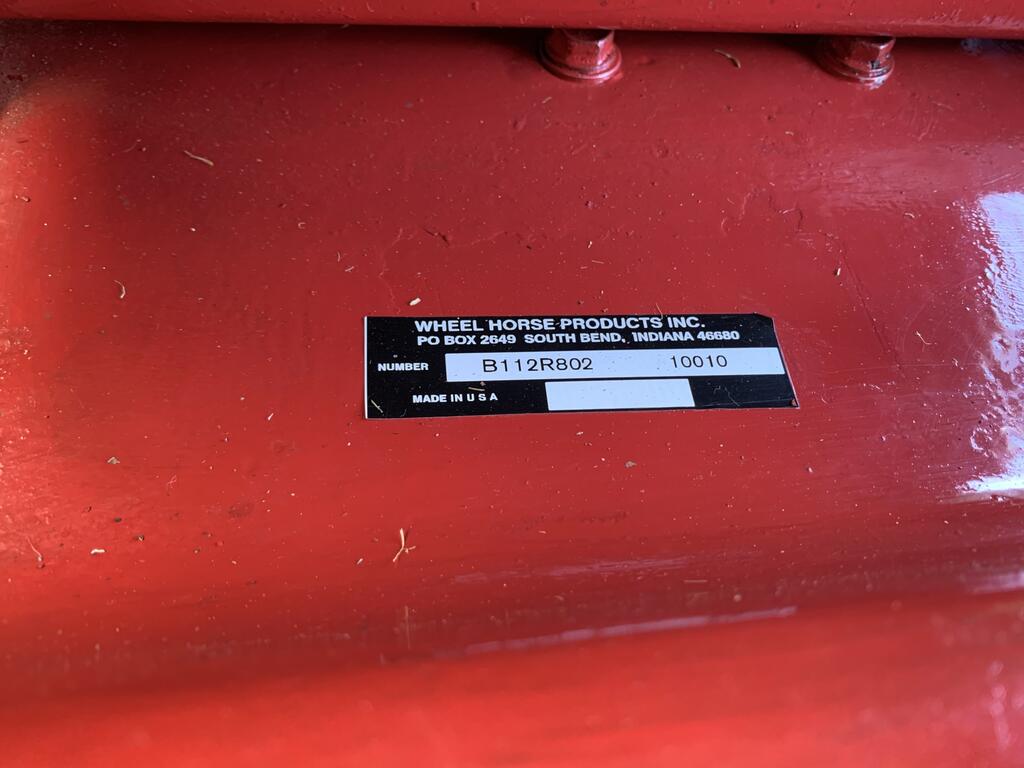 WHEEL HORSE PRODUCTS INC.
PO BOX 2649 SOUTH BEND, INDIANA 46680
NUMBER B112R802 10010
MADE IN U S A